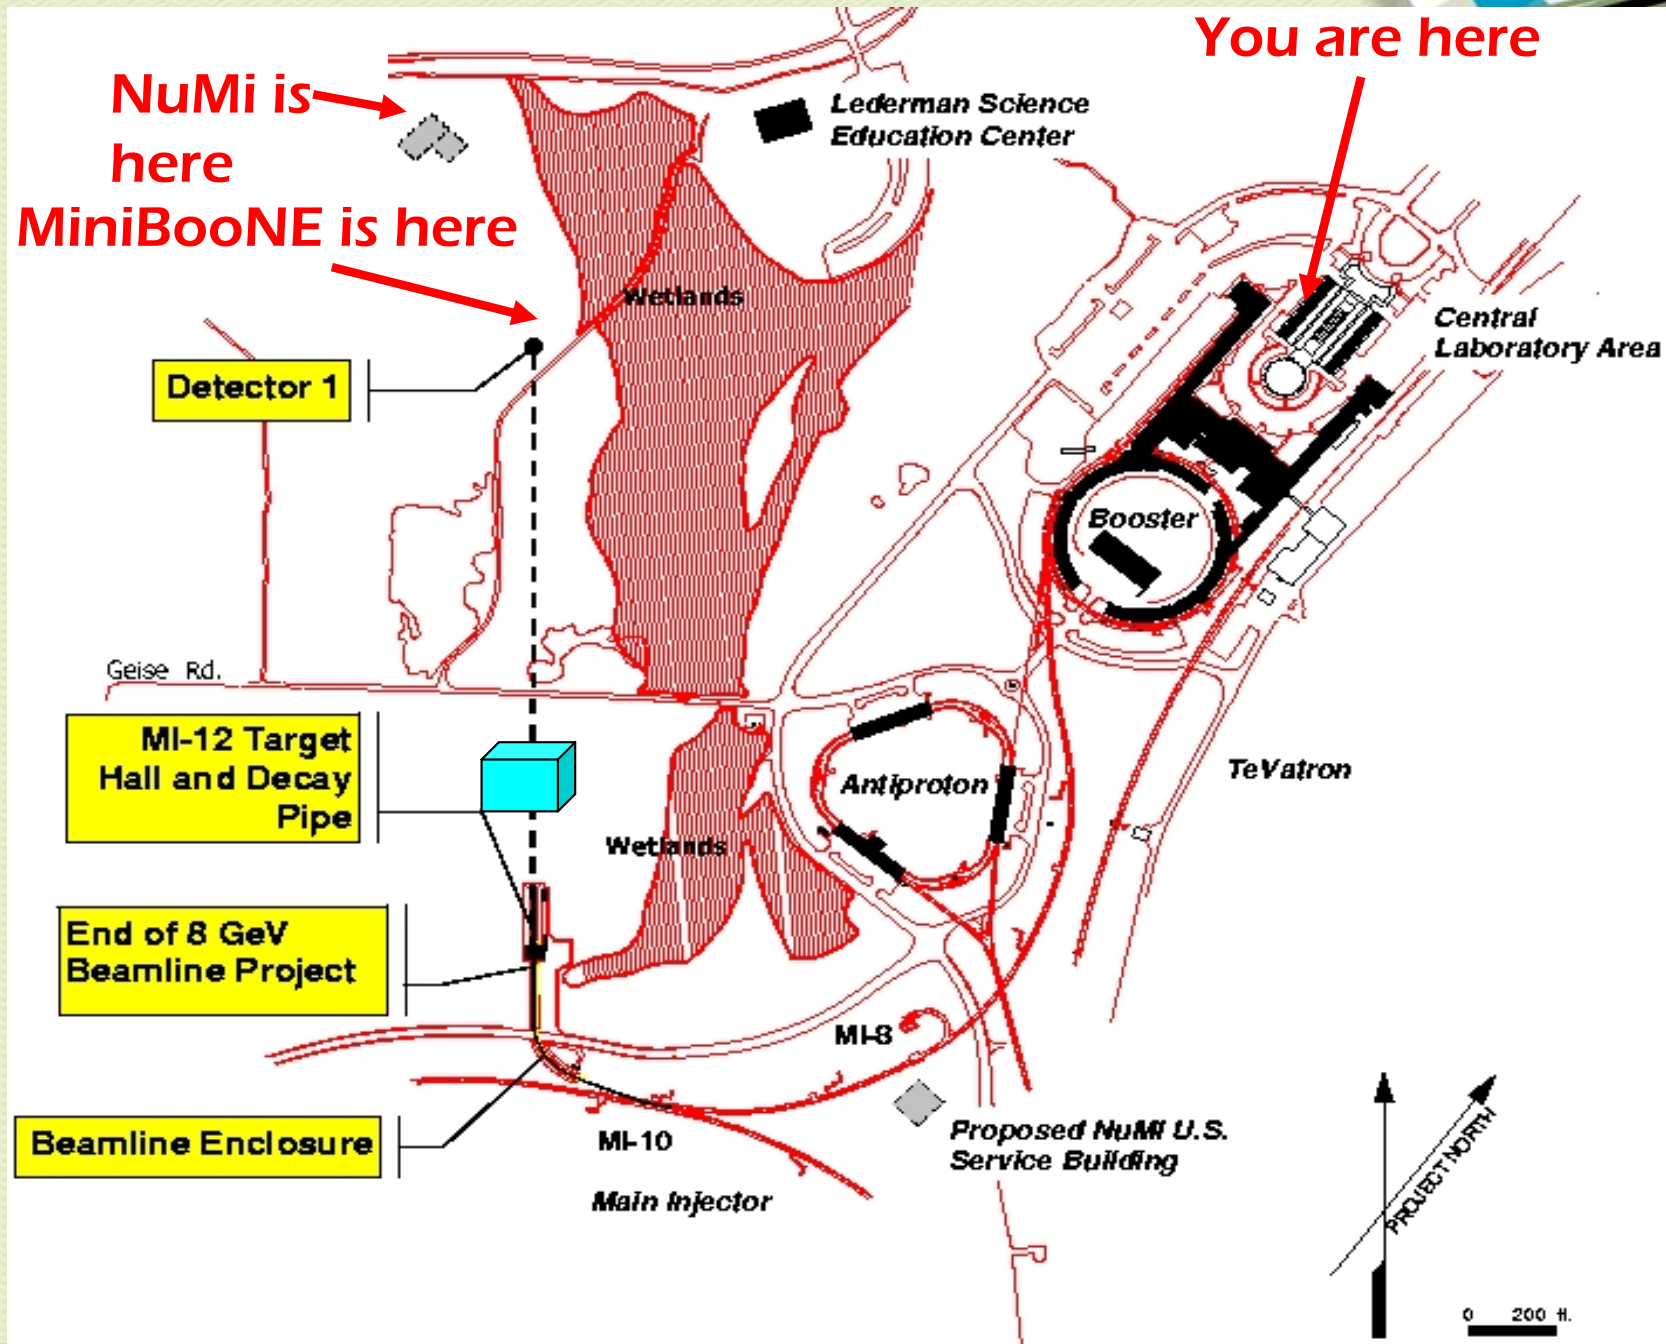 You are here
NuMi is
here
MiniBooNE is here
Lederman Science
Education Center
Wetlands
Central
Laboratory Area
Detector 1
Booster
Geise Rd.
MI-12 Target
Hall and Decay
Pipe
Antiproton
TeVatron
Wetlands
End of 8 GeV
Beamline Project
MI-8
Beamline Enclosure
MI-10
Proposed NuMI U.S.
Service Building
Main Injector
PROJECT NORTH
0 200 ft.